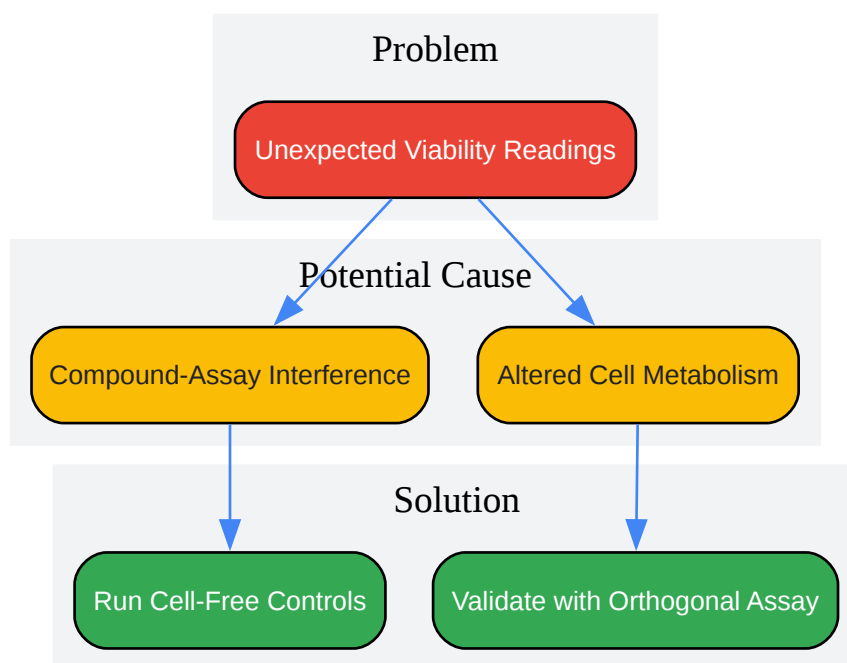 Problem
Unexpected Viability Readings
Potential Cause
Compound-Assay Interference
Altered Cell Metabolism
Solution
Run Cell-Free Controls
Validate with Orthogonal Assay